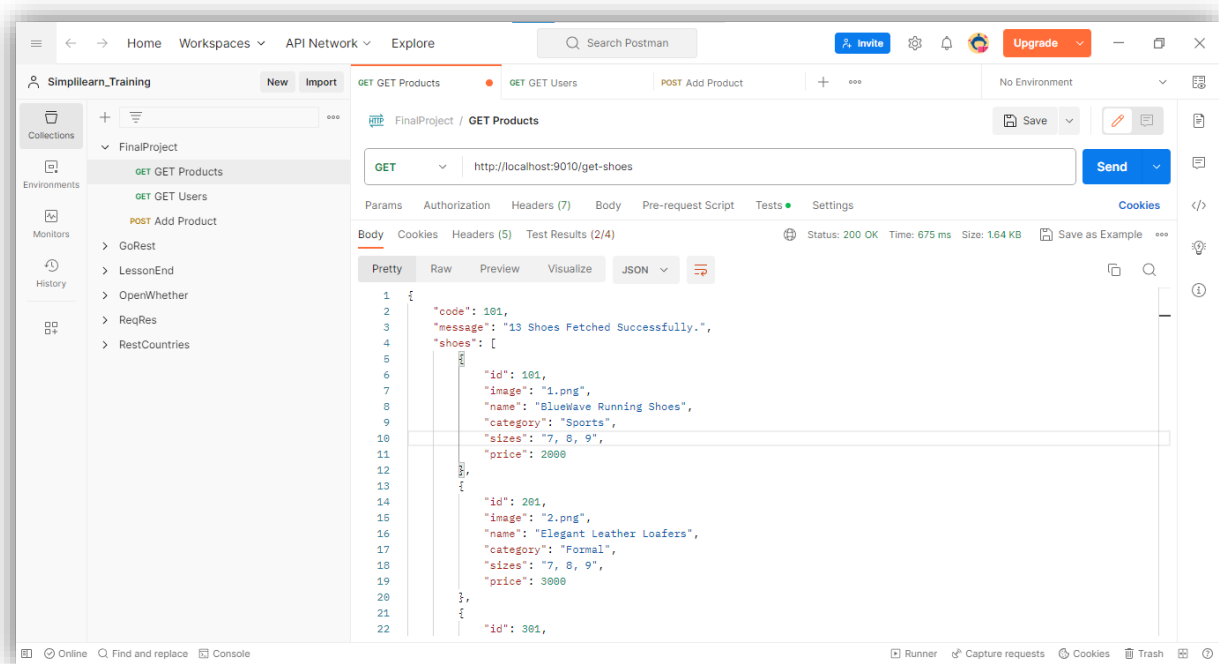 Home Workspaces API Network Explore Search Postman Invite Upgrade
Simplilearn_Training New Import GET GET Products GET GET Users POST Add Product No Environment
Collections
Environments
Monitors
History
FinalProject
GET GET Products
GET GET Users
POST Add Product
GoRest
LessonEnd
OpenWhether
ReqRes
RestCountries
HTTP FinalProject / GET Products Save
GET http://localhost:9010/get-shoes Send
Params Authorization Headers (7) Body Pre-request Script Tests Settings Cookies
Body Cookies Headers (5) Test Results (2/4) Status: 200 OK Time: 675 ms Size: 1.64 KB Save as Example
Pretty Raw Preview Visualize JSON
1 {
2 "code": 101,
3 "message": "13 Shoes Fetched Successfully.",
4 "shoes": [
5 {
6 "id": 101,
7 "image": "1.png",
8 "name": "BlueWave Running Shoes",
9 "category": "Sports",
10 "sizes": "7, 8, 9",
11 "price": 2000
12 },
13 {
14 "id": 201,
15 "image": "2.png",
16 "name": "Elegant Leather Loafers",
17 "category": "Formal",
18 "sizes": "7, 8, 9",
19 "price": 3000
20 },
21 {
22 "id": 301,
Online Find and replace Console Runner Capture requests Cookies Trash